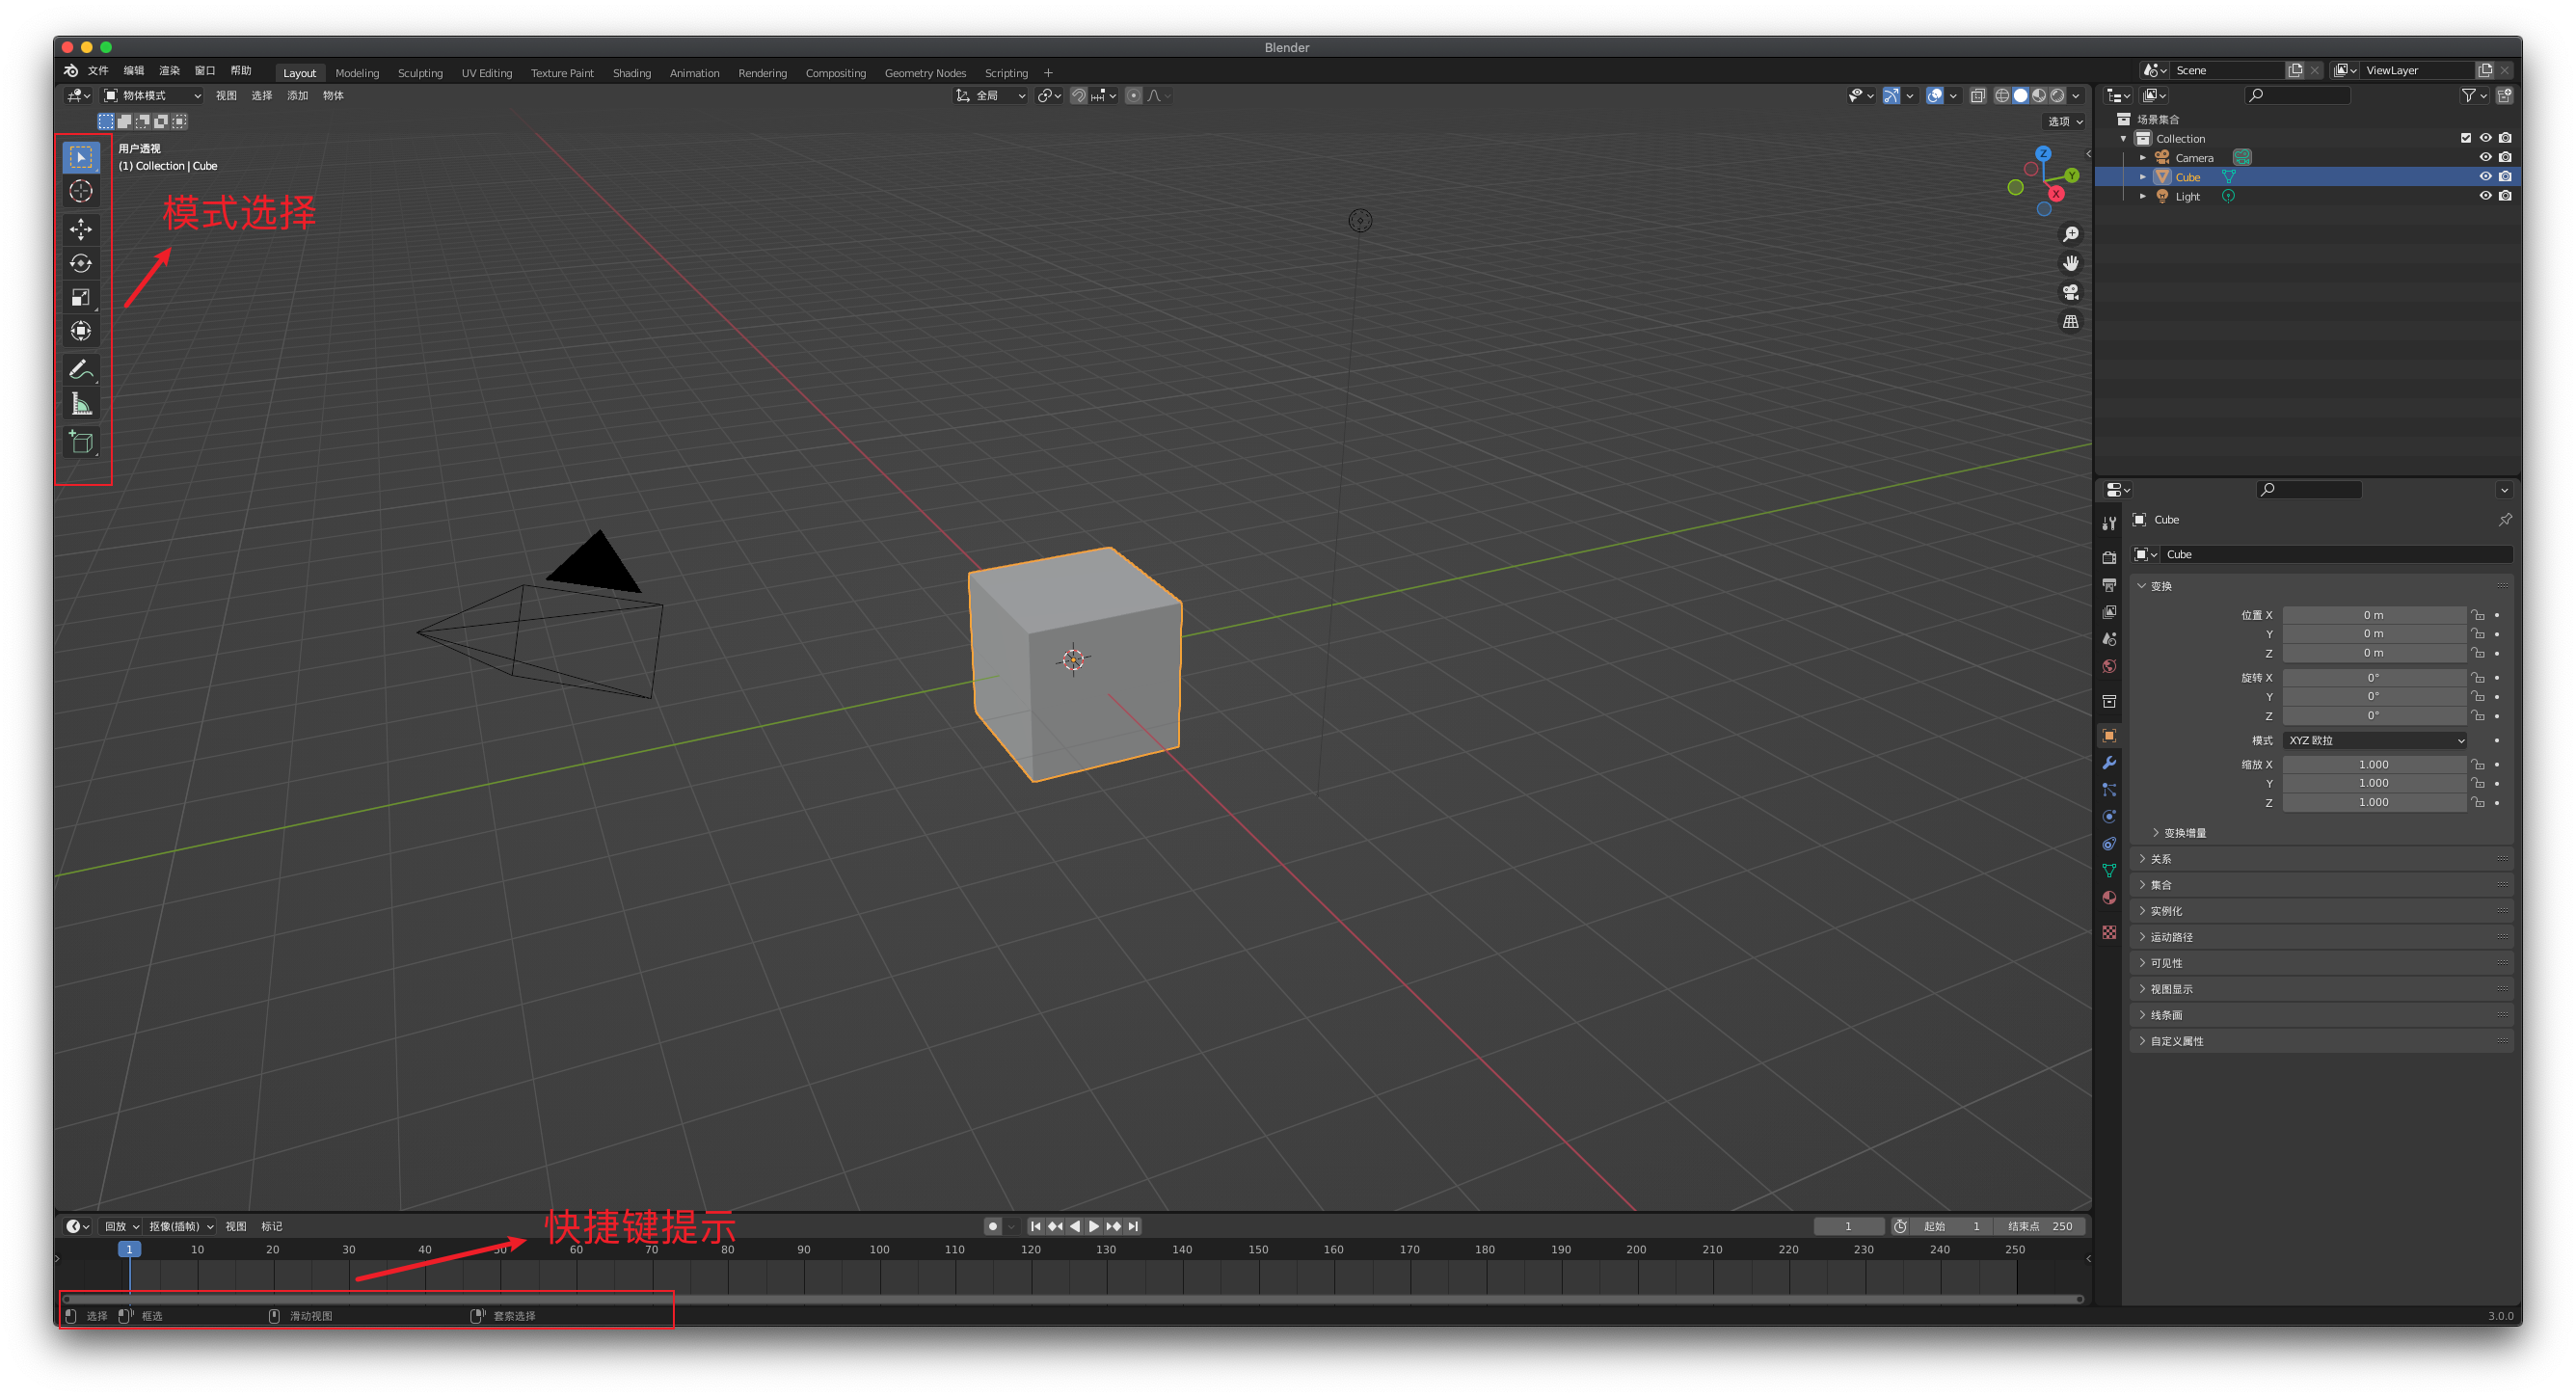 Blender
文件 编辑 渲染 窗口 帮助 Layout Modeling Sculpting UV Editing Texture Paint Shading Animation Rendering Compositing Geometry Nodes Scripting + Scene ViewLayer
物体模式 视图 选择 添加 物体 全局
选项
用户透视
(1) Collection | Cube
模式选择
Z
Y
X
场景集合
Collection
Camera
Cube
Light
Cube
Cube
变换
位置 X 0 m
Y 0 m
Z 0 m
旋转 X 0°
Y 0°
Z 0°
模式 XYZ 欧拉
缩放 X 1.000
Y 1.000
Z 1.000
变换增量
关系
集合
实例化
运动路径
可见性
视图显示
线条画
自定义属性
快捷键提示
回放 抠像(插帧) 视图 标记 1 起始 1 结束点 250
1 10 20 30 40 50 60 70 80 90 100 110 120 130 140 150 160 170 180 190 200 210 220 230 240 250
选择 框选 滑动视图 套索选择 3.0.0